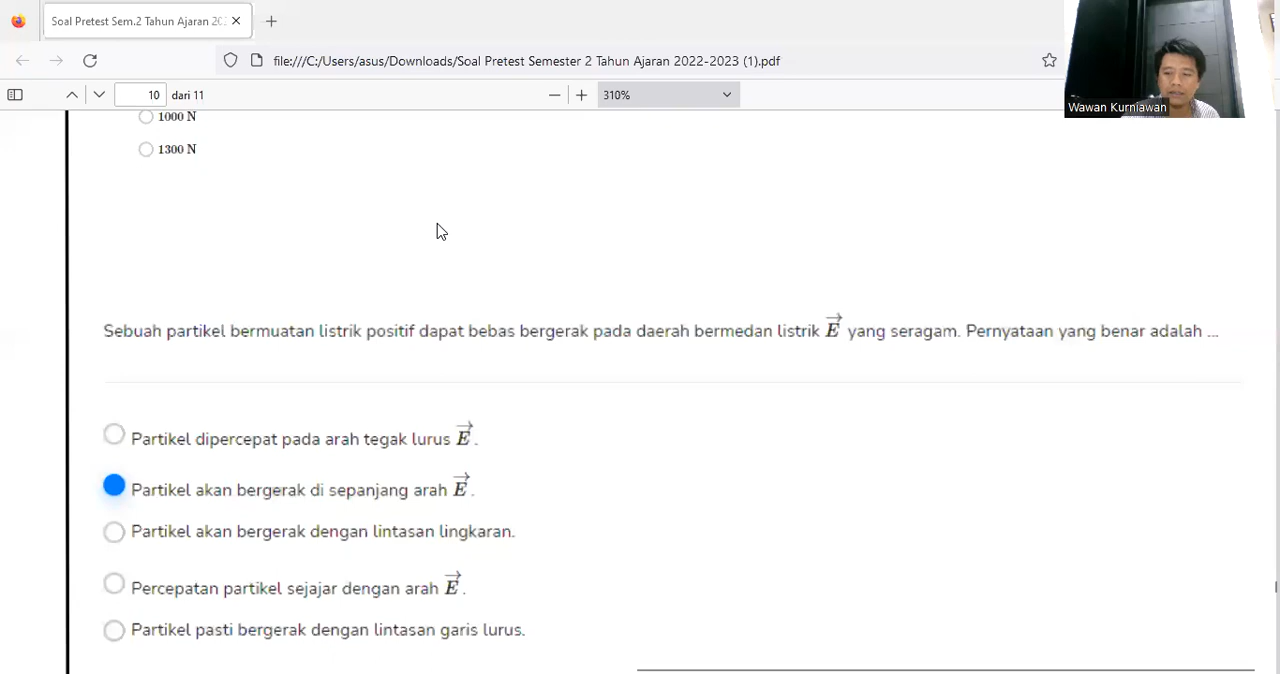 Soal Pretest Sem.2 Tahun Ajaran
file:///C:/Users/asus/Downloads/Soal Pretest Semester 2 Tahun Ajaran 2022-2023 (1).pdf
10 dari 11
310%
Wawan Kurniawan
1000 N
1300 N
Sebuah partikel bermuatan listrik positif dapat bebas bergerak pada daerah bermedan listrik E⃗ yang seragam. Pernyataan yang benar adalah ...
Partikel dipercepat pada arah tegak lurus E⃗.
Partikel akan bergerak di sepanjang arah E⃗.
Partikel akan bergerak dengan lintasan lingkaran.
Percepatan partikel sejajar dengan arah E⃗.
Partikel pasti bergerak dengan lintasan garis lurus.